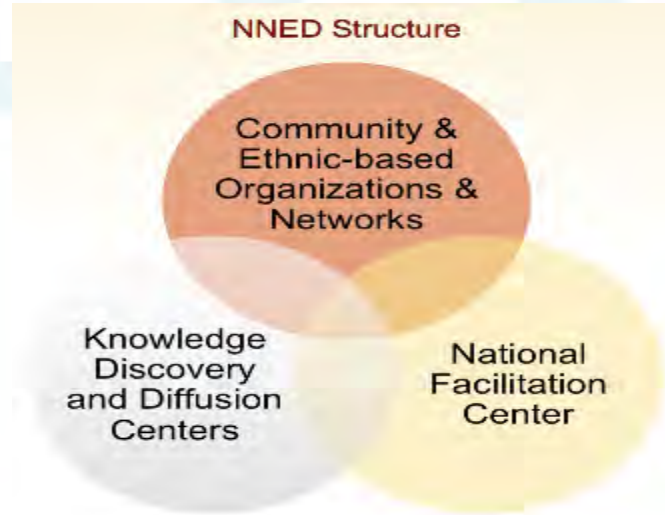 NNED Structure
Community &
Ethnic-based
Organizations &
Networks
Knowledge
Discovery
and Diffusion
Centers
National
Facilitation
Center